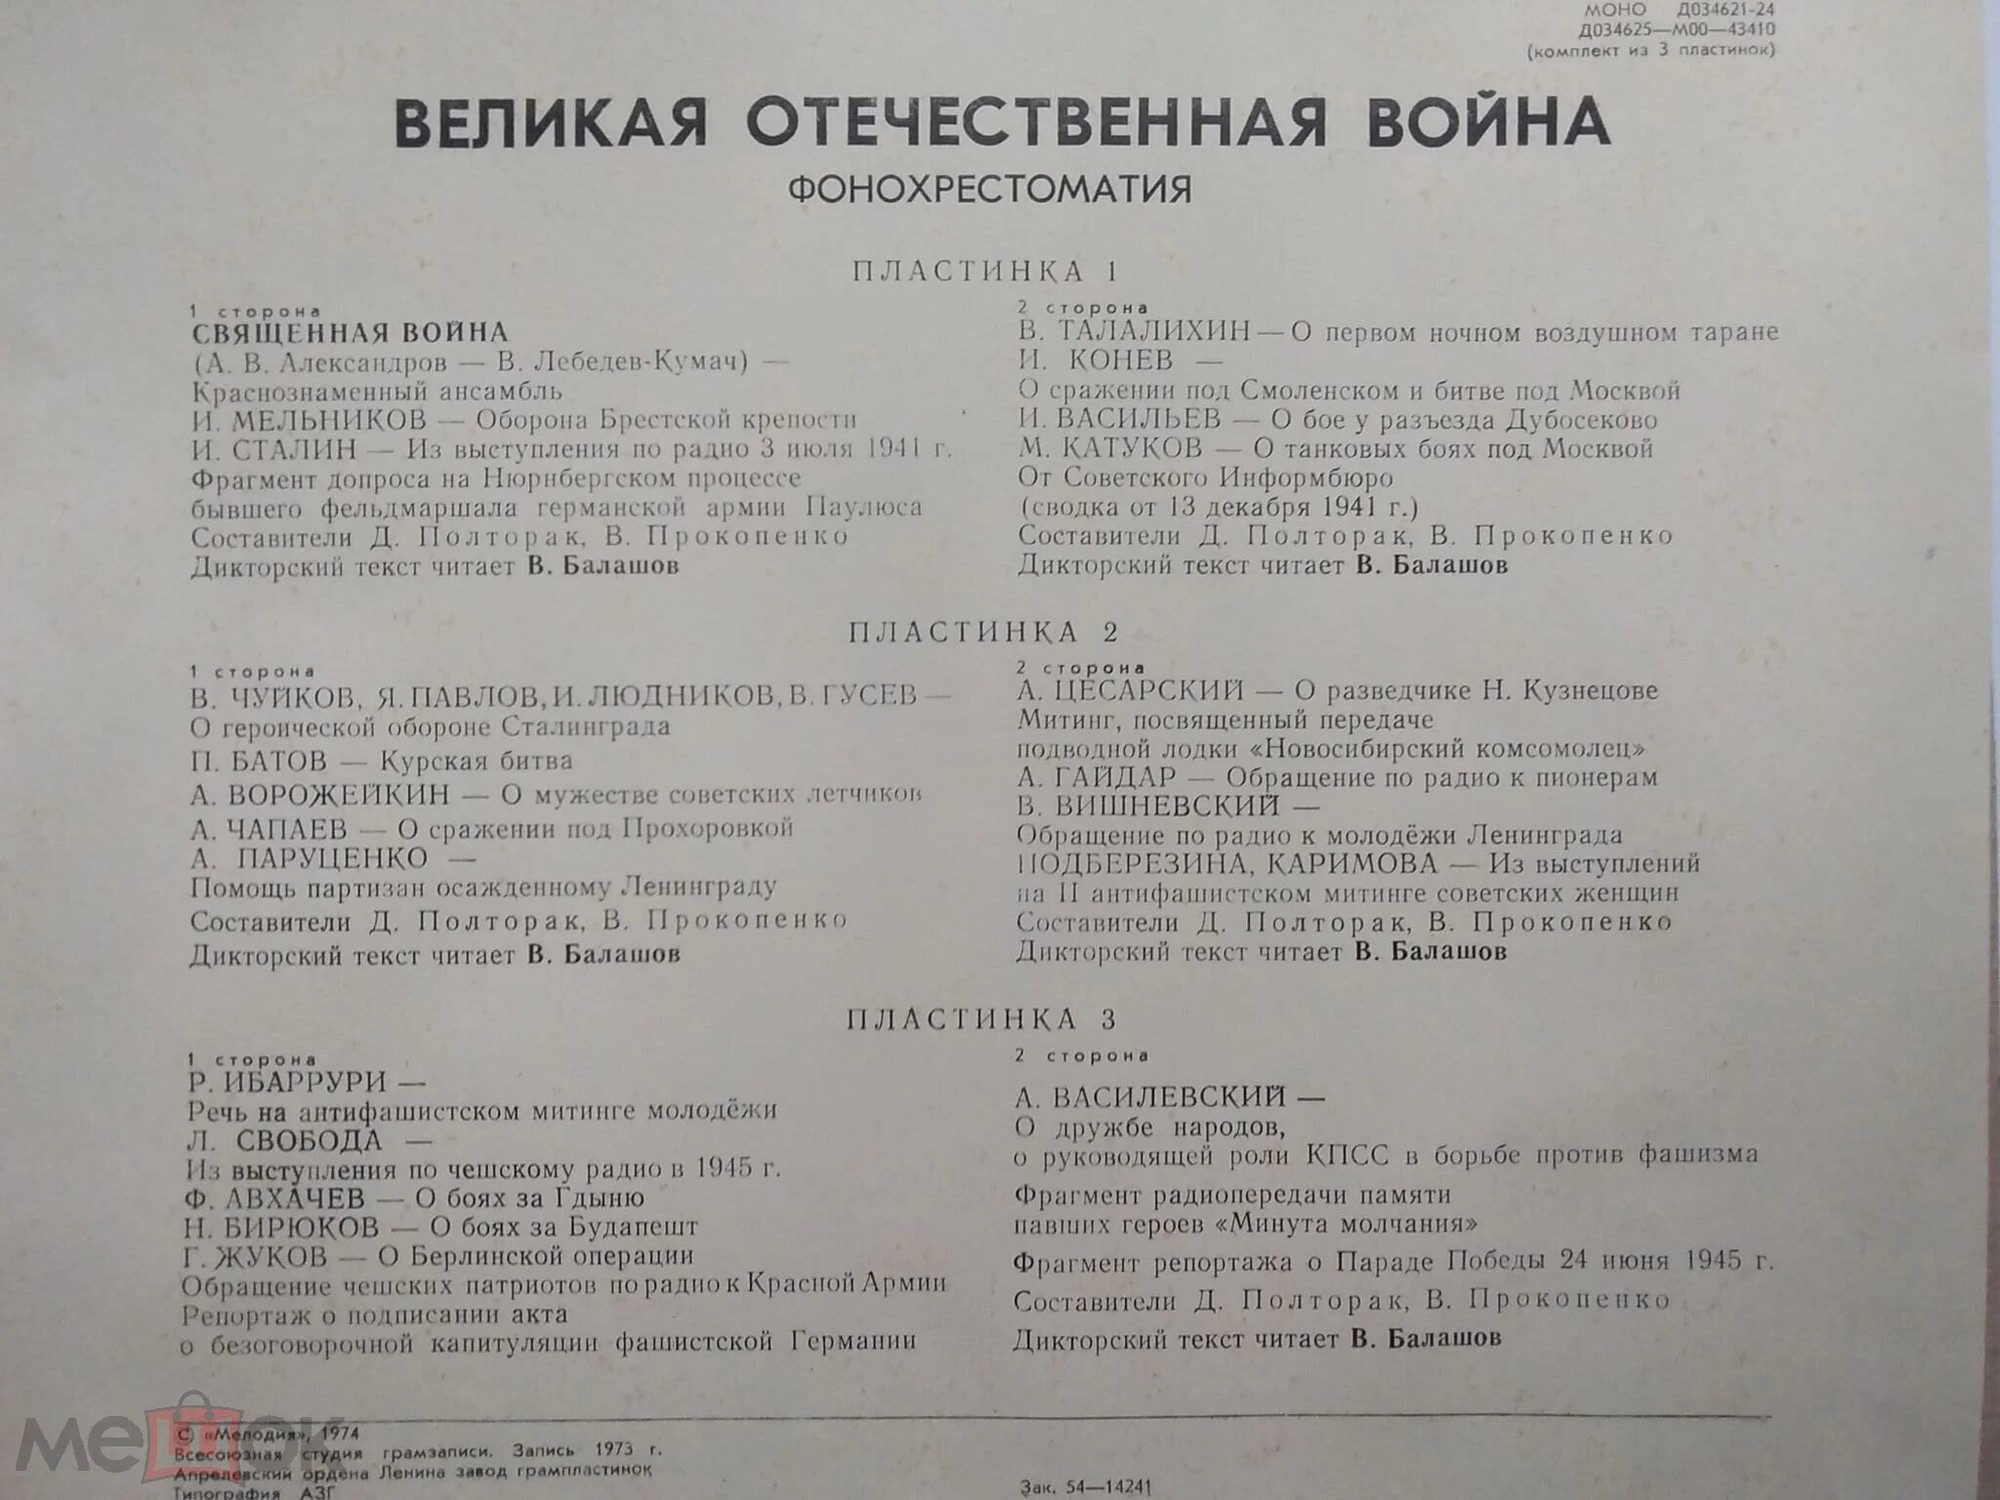 МОНО Д034621-24
Д034625—М00—43410
(комплект из 3 пластинок)
ВЕЛИКАЯ ОТЕЧЕСТВЕННАЯ ВОЙНА
ФОНОХРЕСТОМАТИЯ
ПЛАСТИНКА 1
1 сторона
СВЯЩЕННАЯ ВОЙНА
(А. В. Александров — В. Лебедев-Кумач) —
Краснознаменный ансамбль
И. МЕЛЬНИКОВ — Оборона Брестской крепости
И. СТАЛИН — Из выступления по радио 3 июля 1941 г.
Фрагмент допроса на Нюрнбергском процессе
бывшего фельдмаршала германской армии Паулюса
Составители Д. Полторак, В. Прокопенко
Дикторский текст читает В. Балашов
2 сторона
В. ТАЛАЛИХИН — О первом ночном воздушном таране
И. КОНЕВ —
О сражении под Смоленском и битве под Москвой
И. ВАСИЛЬЕВ — О бое у разъезда Дубосеково
М. КАТУКОВ — О танковых боях под Москвой
От Советского Информбюро
(сводка от 13 декабря 1941 г.)
Составители Д. Полторак, В. Прокопенко
Дикторский текст читает В. Балашов
ПЛАСТИНКА 2
1 сторона
В. ЧУЙКОВ, Я. ПАВЛОВ, И. ЛЮДНИКОВ, В. ГУСЕВ —
О героической обороне Сталинграда
П. БАТОВ — Курская битва
А. ВОРОЖЕЙКИН — О мужестве советских летчиков
А. ЧАПАЕВ — О сражении под Прохоровкой
А. ПАРУЦЕНКО —
Помощь партизан осажденному Ленинграду
Составители Д. Полторак, В. Прокопенко
Дикторский текст читает В. Балашов
2 сторона
А. ЦЕСАРСКИЙ — О разведчике Н. Кузнецове
Митинг, посвященный передаче
подводной лодки «Новосибирский комсомолец»
А. ГАЙДАР — Обращение по радио к пионерам
В. ВИШНЕВСКИЙ —
Обращение по радио к молодёжи Ленинграда
ПОДБЕРЕЗИНА, КАРИМОВА — Из выступлений
на II антифашистском митинге советских женщин
Составители Д. Полторак, В. Прокопенко
Дикторский текст читает В. Балашов
ПЛАСТИНКА 3
1 сторона
Р. ИБАРРУРИ —
Речь на антифашистском митинге молодёжи
Л. СВОБОДА —
Из выступления по чешскому радио в 1945 г.
Ф. АВХАЧЕВ — О боях за Гдыню
Н. БИРЮКОВ — О боях за Будапешт
Г. ЖУКОВ — О Берлинской операции
Обращение чешских патриотов по радио к Красной Армии
Репортаж о подписании акта
о безоговорочной капитуляции фашистской Германии
2 сторона
А. ВАСИЛЕВСКИЙ —
О дружбе народов,
о руководящей роли КПСС в борьбе против фашизма
Фрагмент радиопередачи памяти
павших героев «Минута молчания»
Фрагмент репортажа о Параде Победы 24 июня 1945 г.
Составители Д. Полторак, В. Прокопенко
Дикторский текст читает В. Балашов
© «Мелодия», 1974
Всесоюзная студия грамзаписи. Запись 1973 г.
Апрелевский ордена Ленина завод грампластинок
Типография АЗГ
Зак. 54—14241
мешок